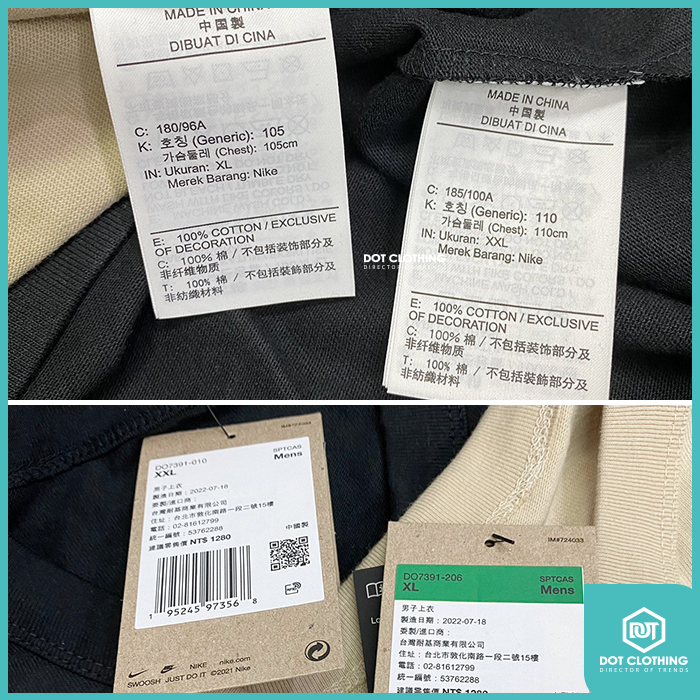 MADE IN CHINA
中国製
DIBUAT DI CINA
C: 180/96A
K: 호칭 (Generic): 105
가슴둘레 (Chest): 105cm
IN: Ukuran: XL
Merek Barang: Nike
E: 100% COTTON / EXCLUSIVE
OF DECORATION
C: 100% 棉 / 不包括装饰部分及
非纤维物质
T: 100% 棉 / 不包括裝飾部分及
非紡織材料
MADE IN CHINA
中国製
DIBUAT DI CINA
C: 185/100A
K: 호칭 (Generic): 110
가슴둘레 (Chest): 110cm
IN: Ukuran: XXL
Merek Barang: Nike
E: 100% COTTON / EXCLUSIVE
OF DECORATION
C: 100% 棉 / 不包括装饰部分及
非纤维物质
T: 100% 棉 / 不包括裝飾部分及
非紡織材料
DOT CLOTHING
DIRECTOR OF TRENDS
DO7391-010
SPTCAS
XXL
Mens
男子上衣
製造日期：2022-07-18
委製/進口商：
台灣耐基商業有限公司
住址：台北市敦化南路一段二號15樓
電話：02-81612799
統一編號：53762288
中國製
建議零售價 NT$ 1280
1 95245 97356 8
NIKE
nike.com
SWOOSH JUST DO IT ©2021 Nike
IM#724033
DO7391-206
SPTCAS
XL
Mens
男子上衣
製造日期：2022-07-18
委製/進口商：
台灣耐基商業有限公司
住址：台北市敦化南路一段二號15樓
電話：02-81612799
統一編號：53762288
建議零售價 NT$ 1280
DOT
DOT CLOTHING
DIRECTOR OF TRENDS